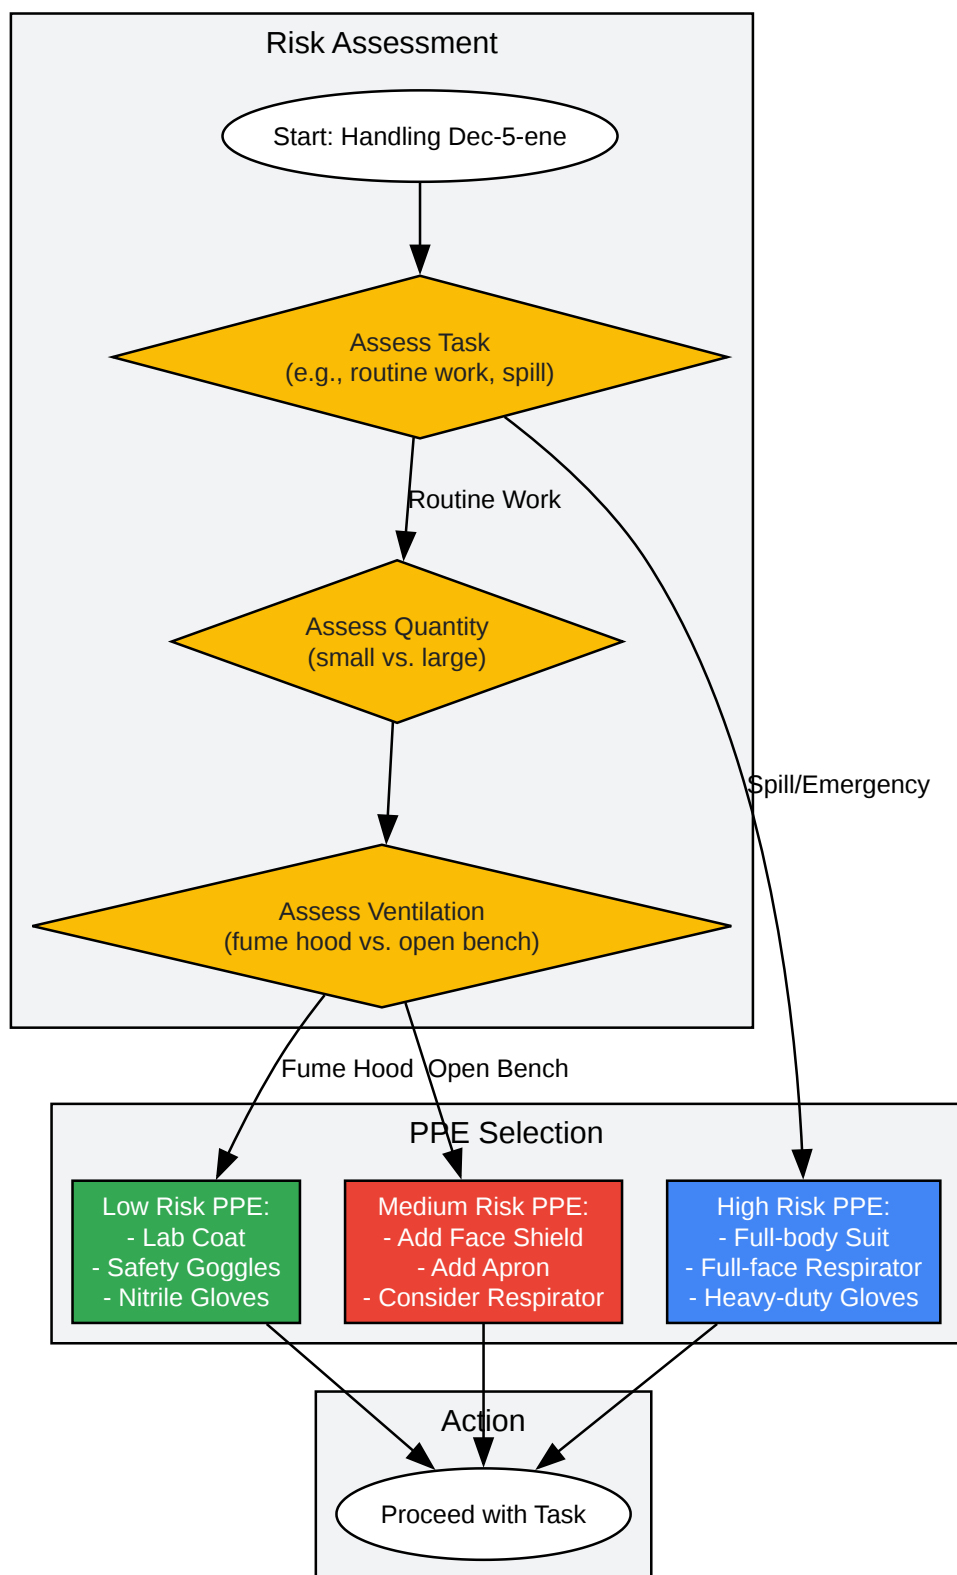 Risk Assessment
Start: Handling Dec-5-ene
Assess Task
(e.g., routine work, spill)
Routine Work
Assess Quantity
(small vs. large)
Spill/Emergency
Assess Ventilation
(fume hood vs. open bench)
Fume Hood
Open Bench
PPE Selection
Low Risk PPE:
- Lab Coat
- Safety Goggles
- Nitrile Gloves
Medium Risk PPE:
- Add Face Shield
- Add Apron
- Consider Respirator
High Risk PPE:
- Full-body Suit
- Full-face Respirator
- Heavy-duty Gloves
Action
Proceed with Task